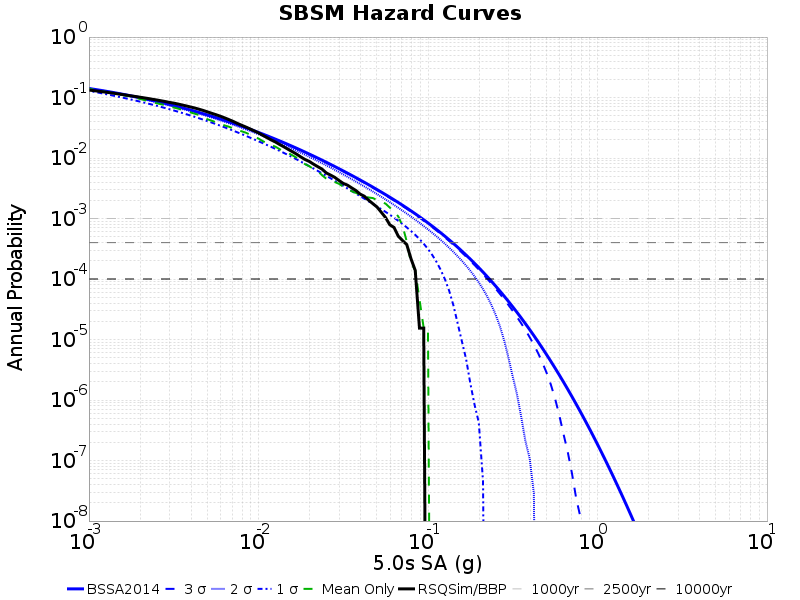 SBSM Hazard Curves
Annual Probability
10^0
10^-1
10^-2
10^-3
10^-4
10^-5
10^-6
10^-7
10^-8
10^-3 10^-2 10^-1 10^0 10^1
5.0s SA (g)
BSSA2014 3 σ 2 σ 1 σ Mean Only RSQSim/BBP 1000yr 2500yr 10000yr